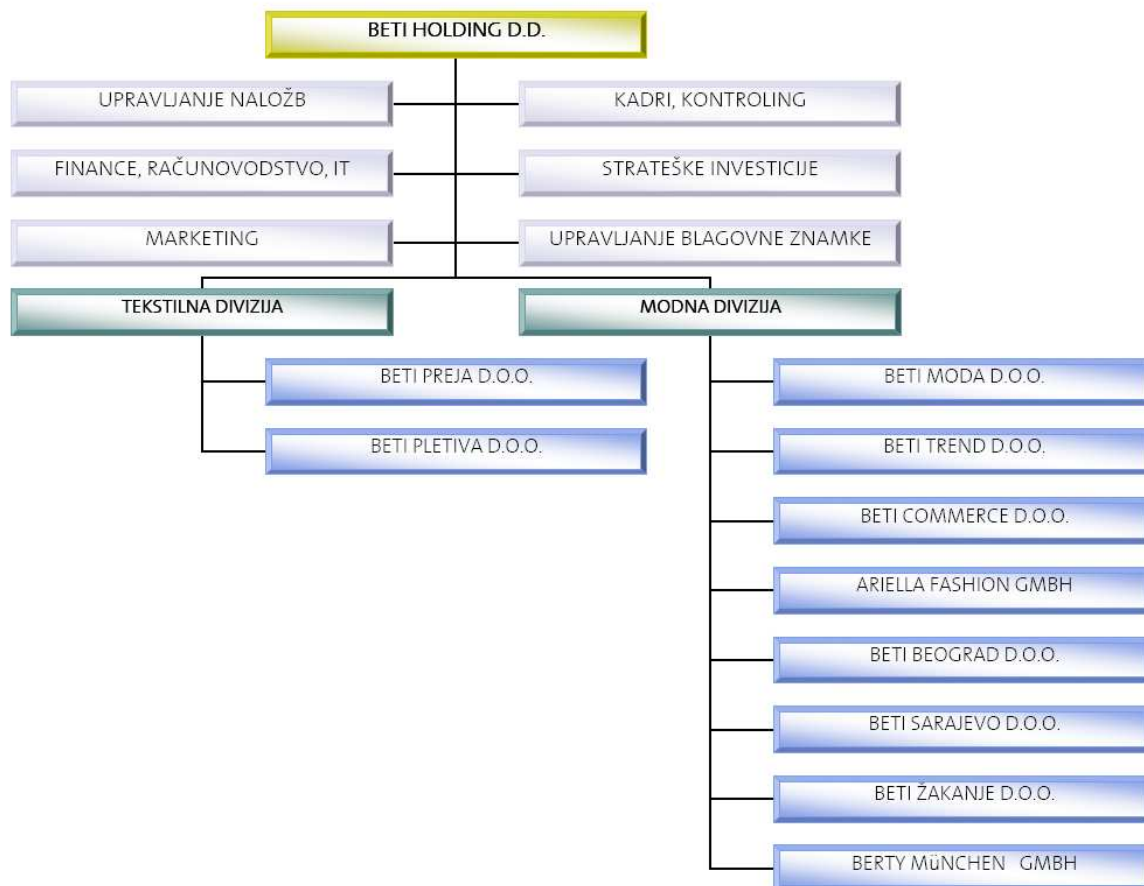 BETI HOLDING D.D.
UPRAVLJANJE NALOŽB
KADRI, KONTROLING
FINANCE, RAČUNOVODSTVO, IT
STRATEŠKE INVESTICIJE
MARKETING
UPRAVLJANJE BLAGOVNE ZNAMKE
TEKSTILNA DIVIZIJA
MODNA DIVIZIJA
BETI PREJA D.O.O.
BETI PLETIVA D.O.O.
BETI MODA D.O.O.
BETI TREND D.O.O.
BETI COMMERCE D.O.O.
ARIELLA FASHION GMBH
BETI BEOGRAD D.O.O.
BETI SARAJEVO D.O.O.
BETI ŽAKANJE D.O.O.
BERTY MüNCHEN GMBH